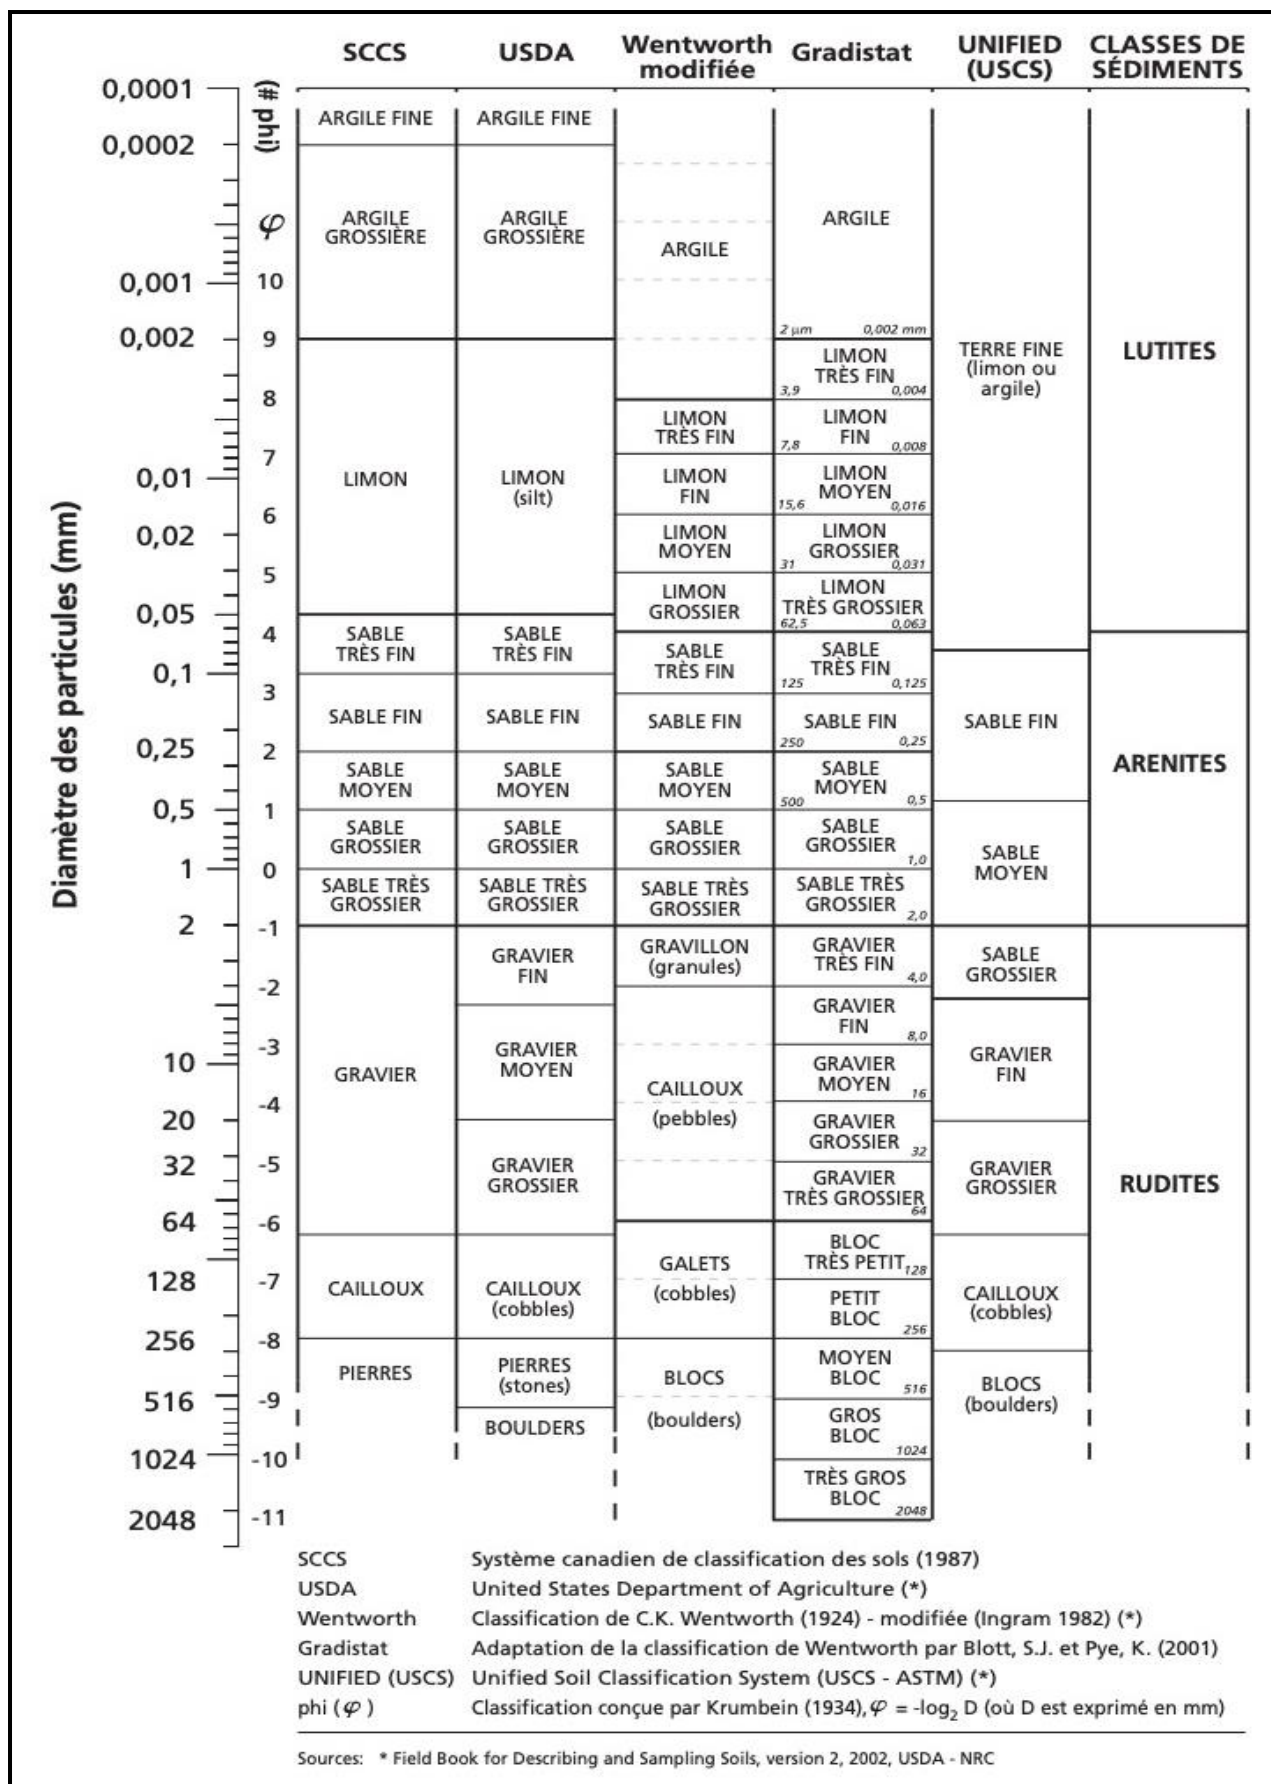 SCCS
USDA
Wentworth
modifiée
Gradistat
UNIFIED
(USCS)
CLASSES DE
SÉDIMENTS
Diamètre des particules (mm)
0,0001
0,0002
0,001
0,002
0,01
0,02
0,05
0,1
0,25
0,5
1
2
10
20
32
64
128
256
516
1024
2048
(# phi)
φ
10
9
8
7
6
5
4
3
2
1
0
-1
-2
-3
-4
-5
-6
-7
-8
-9
-10
-11
ARGILE FINE
ARGILE
GROSSIÈRE
LIMON
SABLE
TRÈS FIN
SABLE FIN
SABLE
MOYEN
SABLE
GROSSIER
SABLE TRÈS
GROSSIER
GRAVIER
CAILLOUX
PIERRES
ARGILE FINE
ARGILE
GROSSIÈRE
LIMON
(silt)
SABLE
TRÈS FIN
SABLE FIN
SABLE
MOYEN
SABLE
GROSSIER
SABLE TRÈS
GROSSIER
GRAVIER
FIN
GRAVIER
MOYEN
GRAVIER
GROSSIER
CAILLOUX
(cobbles)
PIERRES
(stones)
BOULDERS
ARGILE
LIMON
TRÈS FIN
LIMON
FIN
LIMON
MOYEN
LIMON
GROSSIER
SABLE
TRÈS FIN
SABLE FIN
SABLE
MOYEN
SABLE
GROSSIER
SABLE TRÈS
GROSSIER
GRAVILLON
(granules)
CAILLOUX
(pebbles)
GALETS
(cobbles)
BLOCS
(boulders)
ARGILE
2 µm 0,002 mm
LIMON
TRÈS FIN
3,9 0,004
LIMON
FIN
7,8 0,008
LIMON
MOYEN
15,6 0,016
LIMON
GROSSIER
31 0,031
LIMON
TRÈS GROSSIER
62,5 0,063
SABLE
TRÈS FIN
125 0,125
SABLE FIN
250 0,25
SABLE
MOYEN
500 0,5
SABLE
GROSSIER
1,0
SABLE TRÈS
GROSSIER
2,0
GRAVIER
TRÈS FIN
4,0
GRAVIER
FIN
8,0
GRAVIER
MOYEN
16
GRAVIER
GROSSIER
32
GRAVIER
TRÈS GROSSIER
64
BLOC
TRÈS PETIT
128
PETIT
BLOC
256
MOYEN
BLOC
516
GROS
BLOC
1024
TRÈS GROS
BLOC
2048
TERRE FINE
(limon ou
argile)
SABLE FIN
SABLE
MOYEN
SABLE
GROSSIER
GRAVIER
FIN
GRAVIER
GROSSIER
CAILLOUX
(cobbles)
BLOCS
(boulders)
LUTITES
ARENITES
RUDITES
SCCS Système canadien de classification des sols (1987)
USDA United States Department of Agriculture (*)
Wentworth Classification de C.K. Wentworth (1924) - modifiée (Ingram 1982) (*)
Gradistat Adaptation de la classification de Wentworth par Blott, S.J. et Pye, K. (2001)
UNIFIED (USCS) Unified Soil Classification System (USCS - ASTM) (*)
phi (φ) Classification conçue par Krumbein (1934), φ = -log₂ D (où D est exprimé en mm)
Sources: * Field Book for Describing and Sampling Soils, version 2, 2002, USDA - NRC